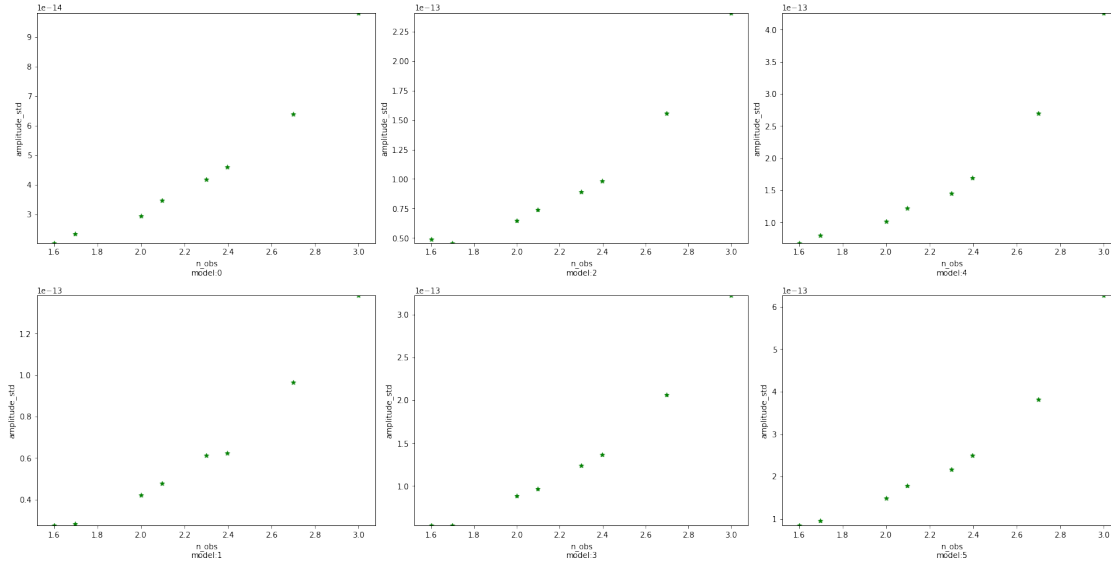 1e−14
9
8
7
6
5
4
3
amplitude_std
1.6 1.8 2.0 2.2 2.4 2.6 2.8 3.0
n_obs
model:0
1e−13
2.25
2.00
1.75
1.50
1.25
1.00
0.75
0.50
amplitude_std
1.6 1.8 2.0 2.2 2.4 2.6 2.8 3.0
n_obs
model:2
1e−13
4.0
3.5
3.0
2.5
2.0
1.5
1.0
amplitude_std
1.6 1.8 2.0 2.2 2.4 2.6 2.8 3.0
n_obs
model:4
1e−13
1.2
1.0
0.8
0.6
0.4
amplitude_std
1.6 1.8 2.0 2.2 2.4 2.6 2.8 3.0
n_obs
model:1
1e−13
3.0
2.5
2.0
1.5
1.0
amplitude_std
1.6 1.8 2.0 2.2 2.4 2.6 2.8 3.0
n_obs
model:3
1e−13
6
5
4
3
2
1
amplitude_std
1.6 1.8 2.0 2.2 2.4 2.6 2.8 3.0
n_obs
model:5